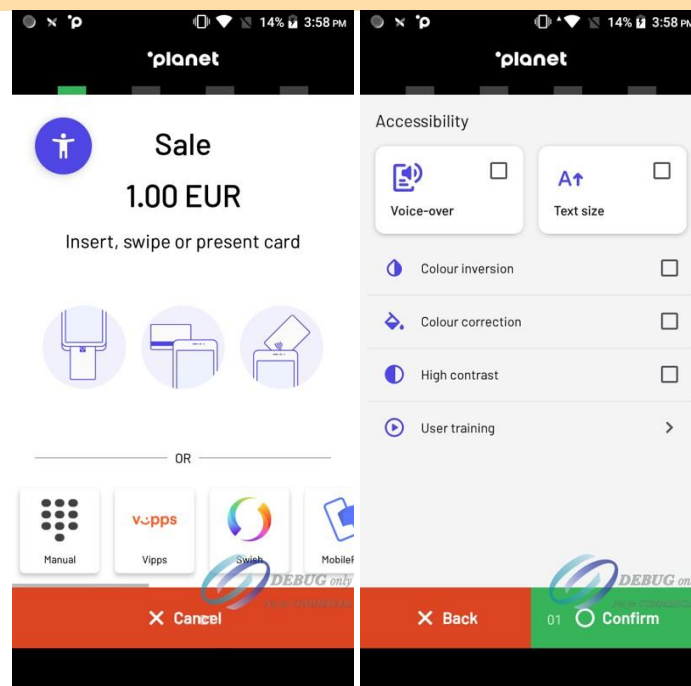 planet
14% 3:58 PM
Sale
1.00 EUR
Insert, swipe or present card
OR
Manual
Vipps
Vipps
Swish
DEBUG only
Cancel
14% 3:58 PM
planet
Accessibility
Voice-over
A
Text size
Colour inversion
Colour correction
High contrast
User training
DEBUG
Back
01 Confirm